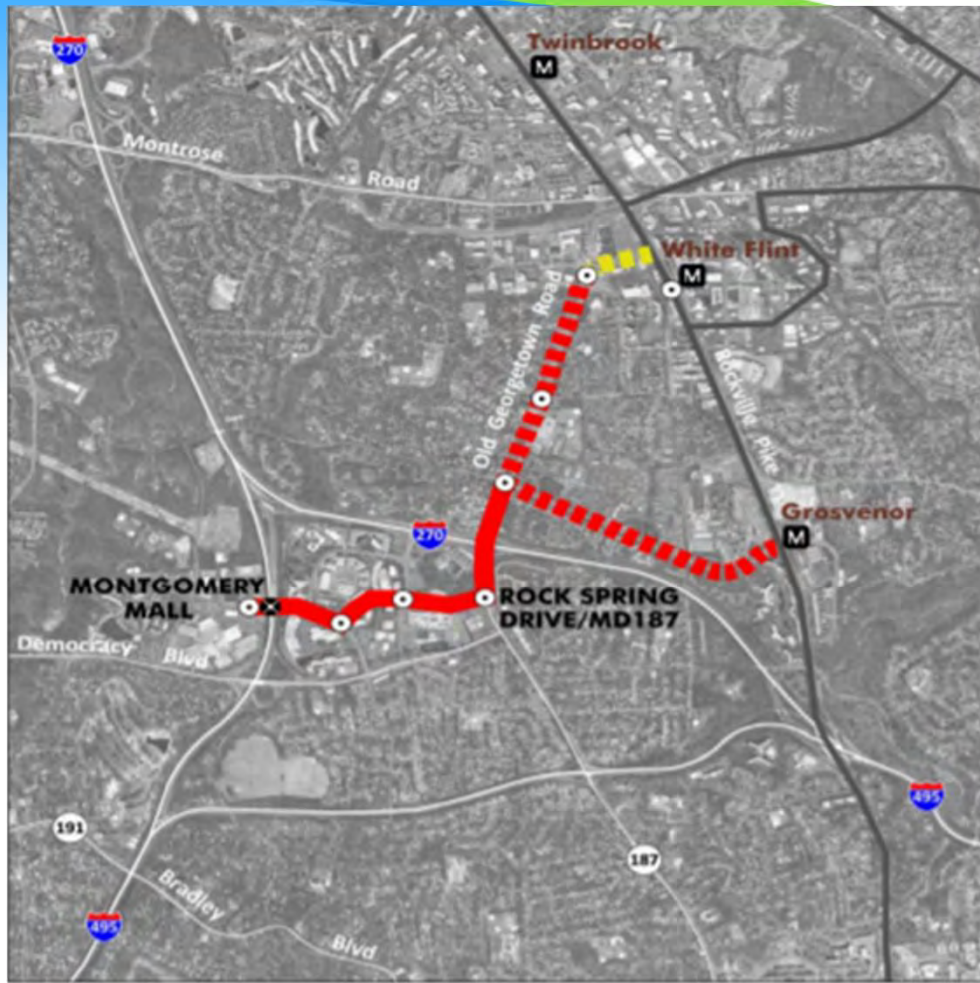 270
Twinbrook
M
Montrose
Road
White Flint
M
Old Georgetown Road
Rockville Pike
Grosvenor
M
270
MONTGOMERY
MALL
ROCK SPRING
DRIVE/MD187
Democracy
Blvd
495
191
187
Bradley
Blvd
495